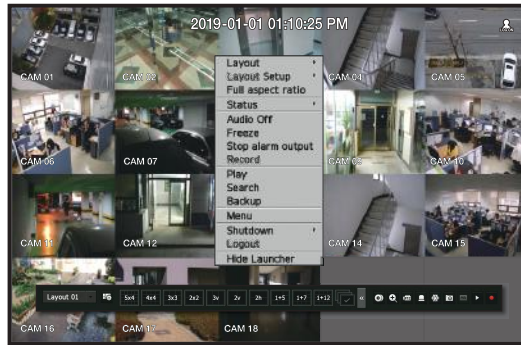 2019-01-01 01:10:25 PM
LOGON
CAM 01
CAM 02
CAM 04
CAM 05
Layout
Layout Setup
Full aspect ratio
Status
Audio Off
Freeze
Stop alarm output
Record
Play
Search
Backup
Menu
Shutdown
Logout
Hide Launcher
CAM 06
CAM 07
CAM 09
CAM 10
CAM 11
CAM 12
CAM 14
CAM 15
Layout 01
5x4
4x4
3x3
2x2
3v
2v
2h
1+5
1+7
1+12
CAM 16
CAM 17
CAM 18